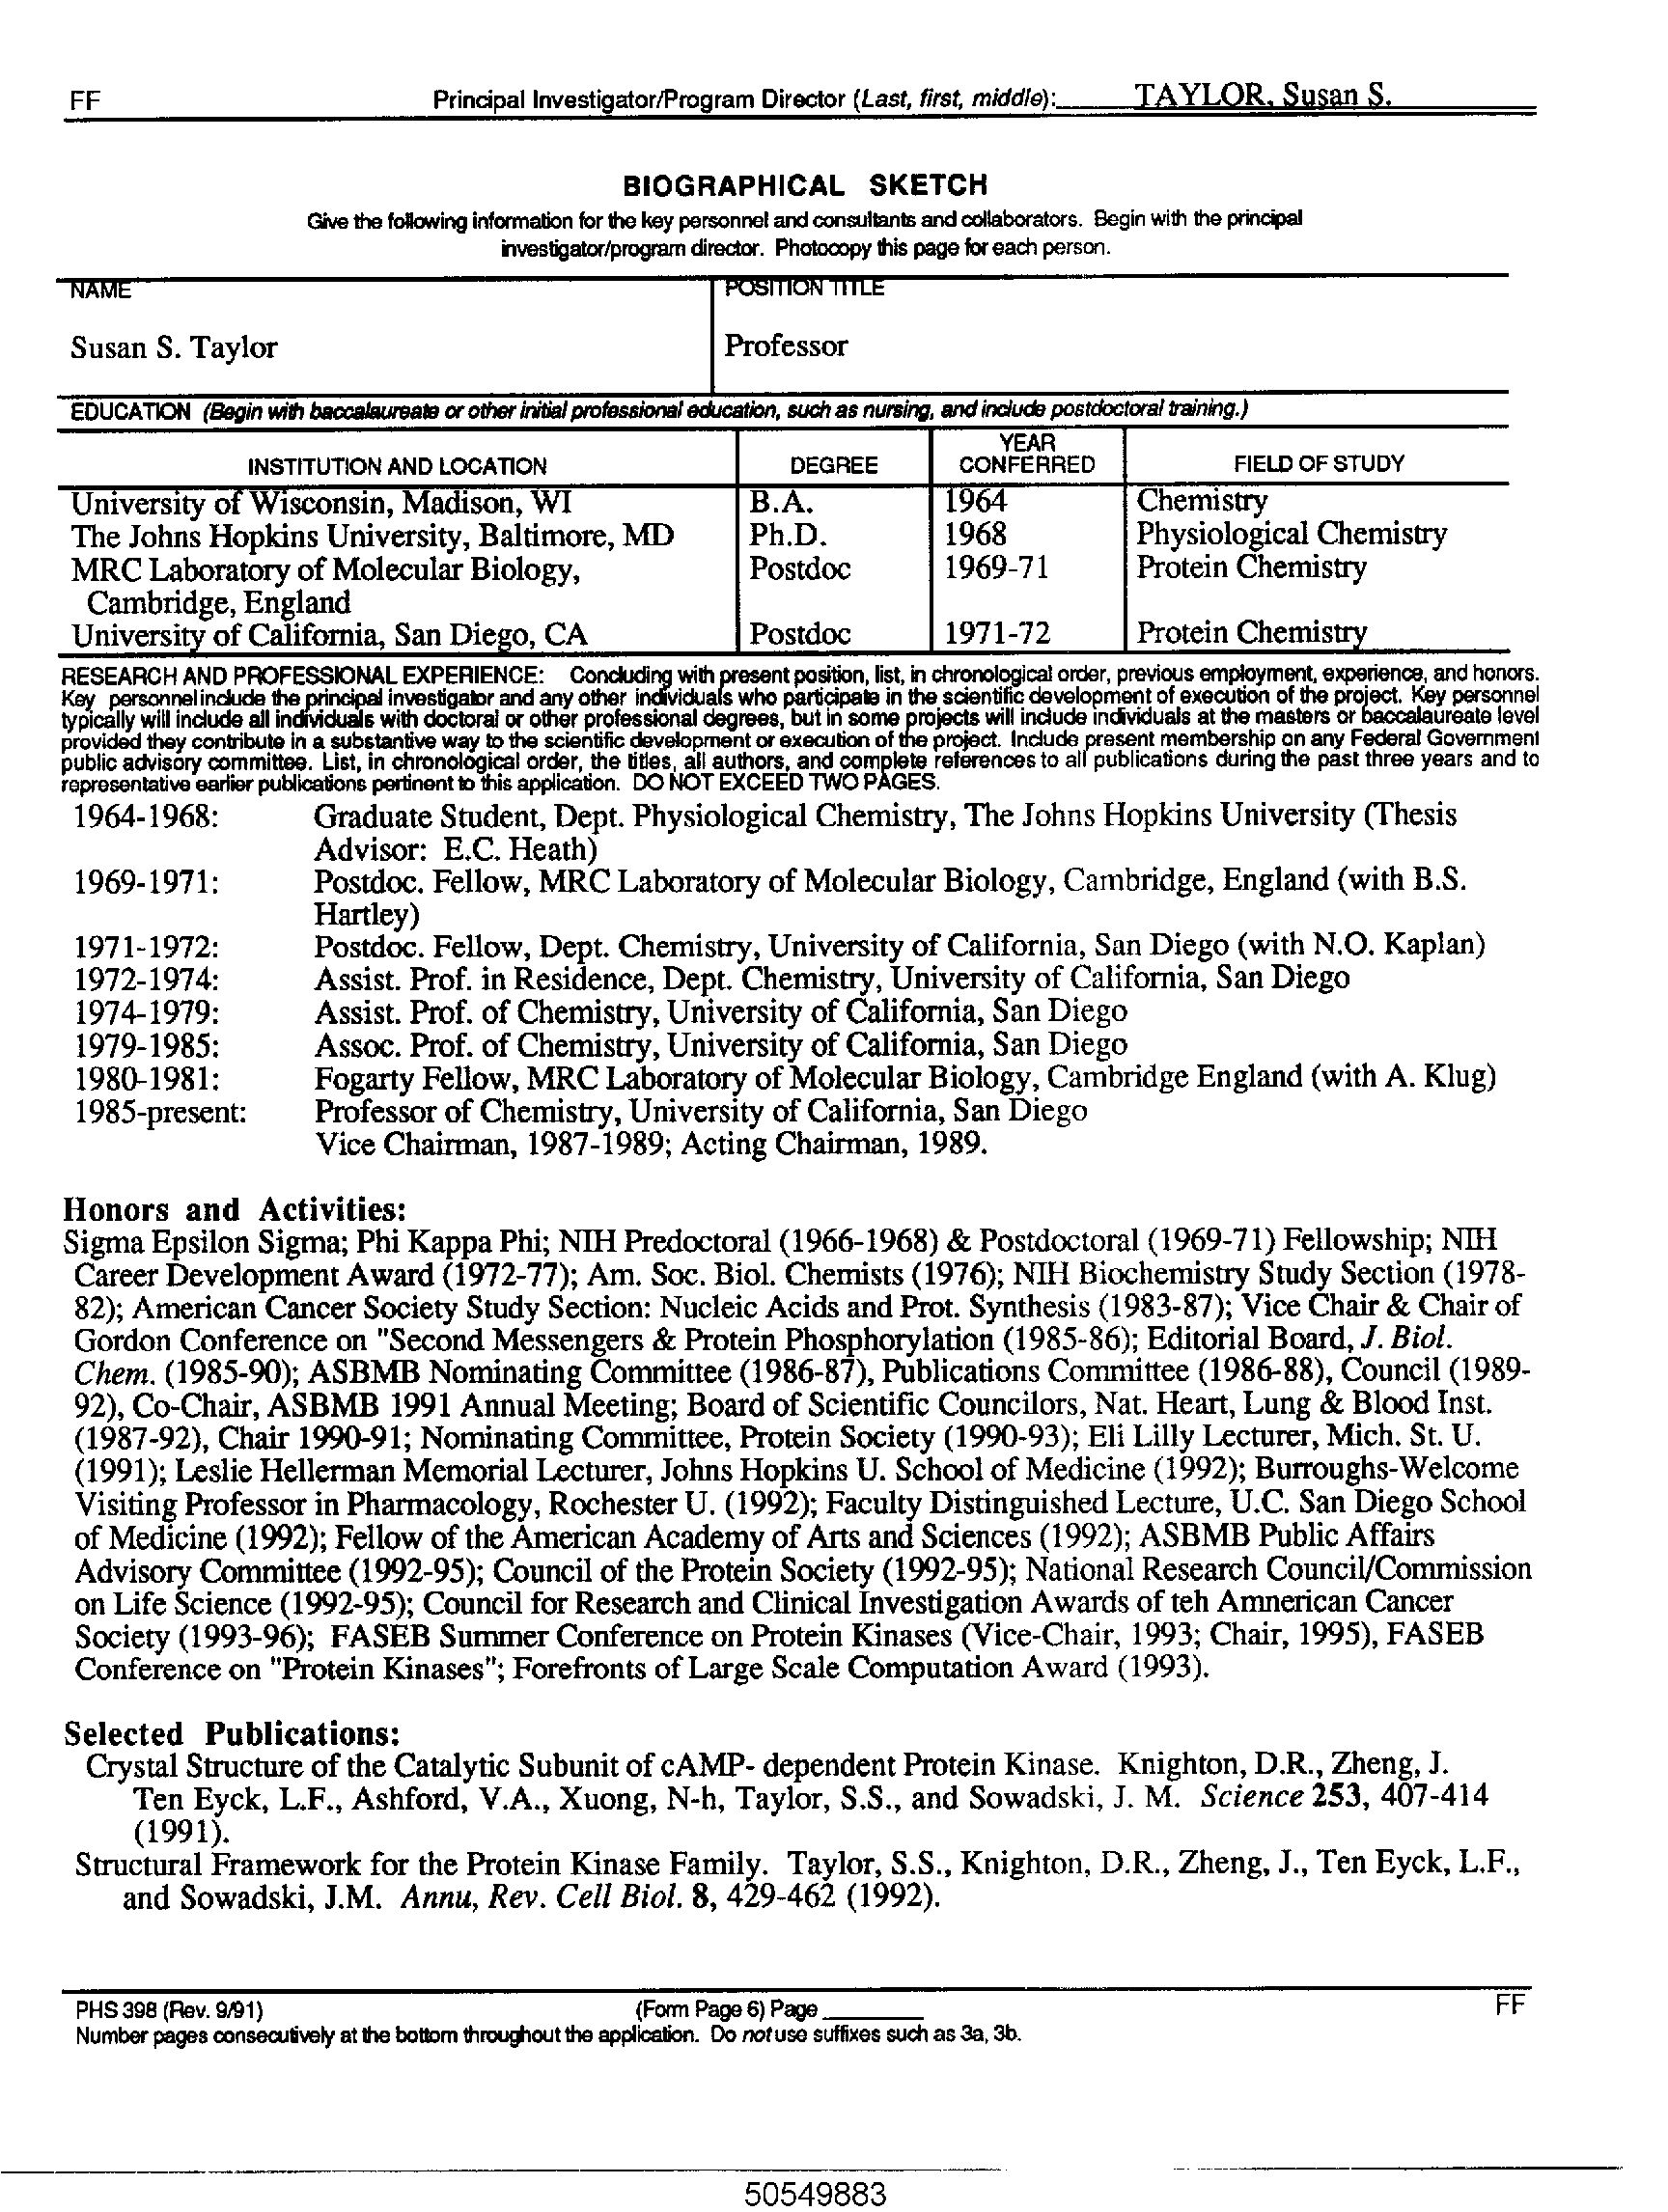 FF Principal Investigator/Program Director (Last, first, middle): TAYLOR, Susan S.
BIOGRAPHICAL SKETCH
Give the following information for the key personnel and consultants and collaborators. Begin with the principal
investigator/program director. Photocopy this page for each person.
NAME POSITION TITLE
Susan S. Taylor Professor
EDUCATION (Begin with baccalaureate or other initial professional education, such as nursing, and include postdoctoral training.)
INSTITUTION AND LOCATION DEGREE YEAR CONFERRED FIELD OF STUDY
University of Wisconsin, Madison, WI B.A. 1964 Chemistry
The Johns Hopkins University, Baltimore, MD Ph.D. 1968 Physiological Chemistry
MRC Laboratory of Molecular Biology, Postdoc 1969-71 Protein Chemistry
Cambridge, England
University of California, San Diego, CA Postdoc 1971-72 Protein Chemistry
RESEARCH AND PROFESSIONAL EXPERIENCE: Concluding with present position, list, in chronological order, previous employment, experience, and honors.
Key personnel include the principal investigator and any other individuals who participate in the scientific development of execution of the project. Key personnel
typically will include all individuals with doctoral or other professional degrees, but in some projects will include individuals at the masters or baccalaureate level
provided they contribute in a substantive way to the scientific development or execution of the project. Include present membership on any Federal Government
public advisory committee. List, in chronological order, the titles, all authors, and complete references to all publications during the past three years and to
representative earlier publications pertinent to this application. DO NOT EXCEED TWO PAGES.
1964-1968: Graduate Student, Dept. Physiological Chemistry, The Johns Hopkins University (Thesis
Advisor: E.C. Heath)
1969-1971: Postdoc. Fellow, MRC Laboratory of Molecular Biology, Cambridge, England (with B.S.
Hartley)
1971-1972: Postdoc. Fellow, Dept. Chemistry, University of California, San Diego (with N.O. Kaplan)
1972-1974: Assist. Prof. in Residence, Dept. Chemistry, University of California, San Diego
1974-1979: Assist. Prof. of Chemistry, University of California, San Diego
1979-1985: Assoc. Prof. of Chemistry, University of California, San Diego
1980-1981: Fogarty Fellow, MRC Laboratory of Molecular Biology, Cambridge England (with A. Klug)
1985-present: Professor of Chemistry, University of California, San Diego
Vice Chairman, 1987-1989; Acting Chairman, 1989.
Honors and Activities:
Sigma Epsilon Sigma; Phi Kappa Phi; NIH Predoctoral (1966-1968) & Postdoctoral (1969-71) Fellowship; NIH
Career Development Award (1972-77); Am. Soc. Biol. Chemists (1976); NIH Biochemistry Study Section (1978-
82); American Cancer Society Study Section: Nucleic Acids and Prot. Synthesis (1983-87); Vice Chair & Chair of
Gordon Conference on "Second Messengers & Protein Phosphorylation (1985-86); Editorial Board, J. Biol.
Chem. (1985-90); ASBMB Nominating Committee (1986-87), Publications Committee (1986-88), Council (1989-
92), Co-Chair, ASBMB 1991 Annual Meeting; Board of Scientific Councilors, Nat. Heart, Lung & Blood Inst.
(1987-92), Chair 1990-91; Nominating Committee, Protein Society (1990-93); Eli Lilly Lecturer, Mich. St. U.
(1991); Leslie Hellerman Memorial Lecturer, Johns Hopkins U. School of Medicine (1992); Burroughs-Welcome
Visiting Professor in Pharmacology, Rochester U. (1992); Faculty Distinguished Lecture, U.C. San Diego School
of Medicine (1992); Fellow of the American Academy of Arts and Sciences (1992); ASBMB Public Affairs
Advisory Committee (1992-95); Council of the Protein Society (1992-95); National Research Council/Commission
on Life Science (1992-95); Council for Research and Clinical Investigation Awards of teh Amnerican Cancer
Society (1993-96); FASEB Summer Conference on Protein Kinases (Vice-Chair, 1993; Chair, 1995), FASEB
Conference on "Protein Kinases"; Forefronts of Large Scale Computation Award (1993).
Selected Publications:
Crystal Structure of the Catalytic Subunit of cAMP- dependent Protein Kinase. Knighton, D.R., Zheng, J.
Ten Eyck, L.F., Ashford, V.A., Xuong, N-h, Taylor, S.S., and Sowadski, J. M. Science 253, 407-414
(1991).
Structural Framework for the Protein Kinase Family. Taylor, S.S., Knighton, D.R., Zheng, J., Ten Eyck, L.F.,
and Sowadski, J.M. Annu, Rev. Cell Biol. 8, 429-462 (1992).
PHS 398 (Rev. 9/91) (Form Page 6) Page FF
Number pages consecutively at the bottom throughout the application. Do not use suffixes such as 3a, 3b.
50549883